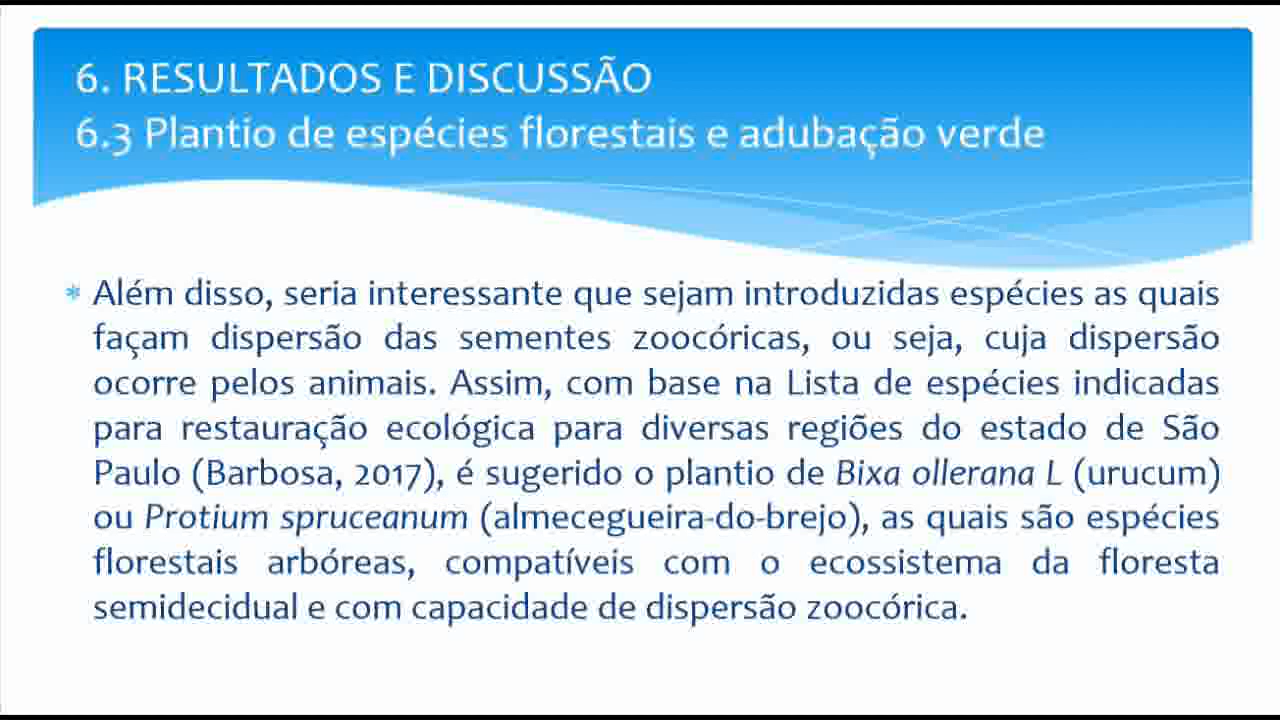 6. RESULTADOS E DISCUSSÃO
6.3 Plantio de espécies florestais e adubação verde
Além disso, seria interessante que sejam introduzidas espécies as quais
façam dispersão das sementes zoocóricas, ou seja, cuja dispersão
ocorre pelos animais. Assim, com base na Lista de espécies indicadas
para restauração ecológica para diversas regiões do estado de São
Paulo (Barbosa, 2017), é sugerido o plantio de Bixa ollerana L (urucum)
ou Protium spruceanum (almecegueira-do-brejo), as quais são espécies
florestais arbóreas, compatíveis com o ecossistema da floresta
semidecidual e com capacidade de dispersão zoocórica.